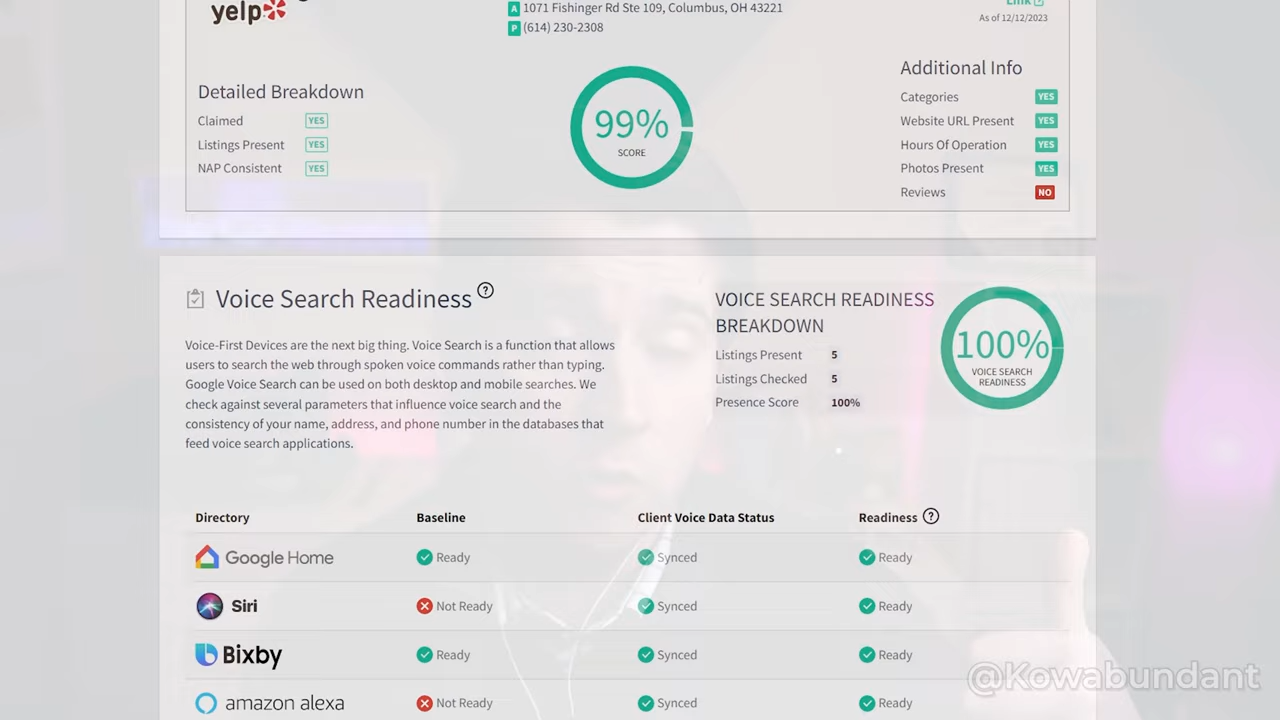 yelp
A 1071 Fishinger Rd Ste 109, Columbus, OH 43221
P (614) 230-2308
Link
As of 12/12/2023
Detailed Breakdown
Claimed YES
Listings Present YES
NAP Consistent YES
99%
SCORE
Additional Info
Categories YES
Website URL Present YES
Hours Of Operation YES
Photos Present YES
Reviews NO
Voice Search Readiness ?
Voice-First Devices are the next big thing. Voice Search is a function that allows
users to search the web through spoken voice commands rather than typing.
Google Voice Search can be used on both desktop and mobile searches. We
check against several parameters that influence voice search and the
consistency of your name, address, and phone number in the databases that
feed voice search applications.
VOICE SEARCH READINESS
BREAKDOWN
Listings Present 5
Listings Checked 5
Presence Score 100%
100%
VOICE SEARCH
READINESS
Directory Baseline Client Voice Data Status Readiness ?
Google Home Ready Synced Ready
Siri Not Ready Synced Ready
Bixby Ready Synced Ready
amazon alexa Not Ready Synced Ready
@Kowabundant